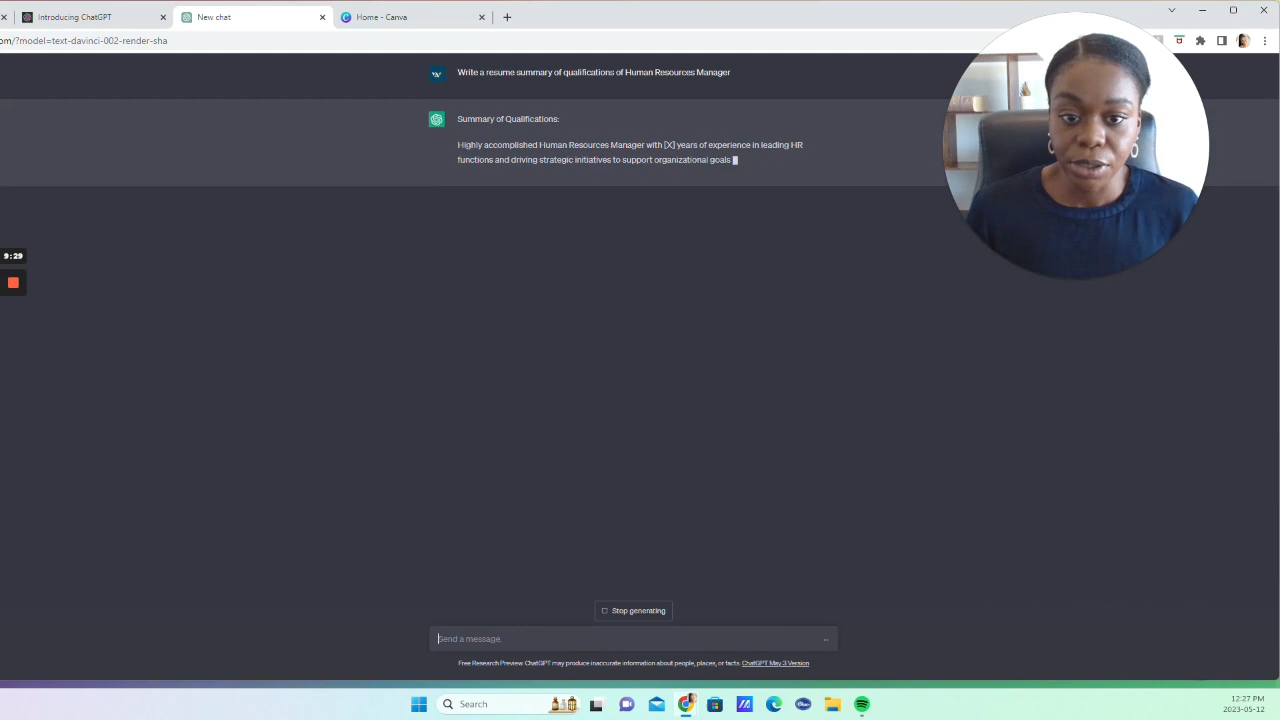 Introducing ChatGPT
New chat
Home - Canva
om/?model=text-davinci-002-render-sha
Write a resume summary of qualifications of Human Resources Manager
Summary of Qualifications:
Highly accomplished Human Resources Manager with [X] years of experience in leading HR
functions and driving strategic initiatives to support organizational goals
9:29
Stop generating
Send a message.
Free Research Preview. ChatGPT may produce inaccurate information about people, places, or facts. ChatGPT May 3 Version
Search
12:27 PM
2023-05-12